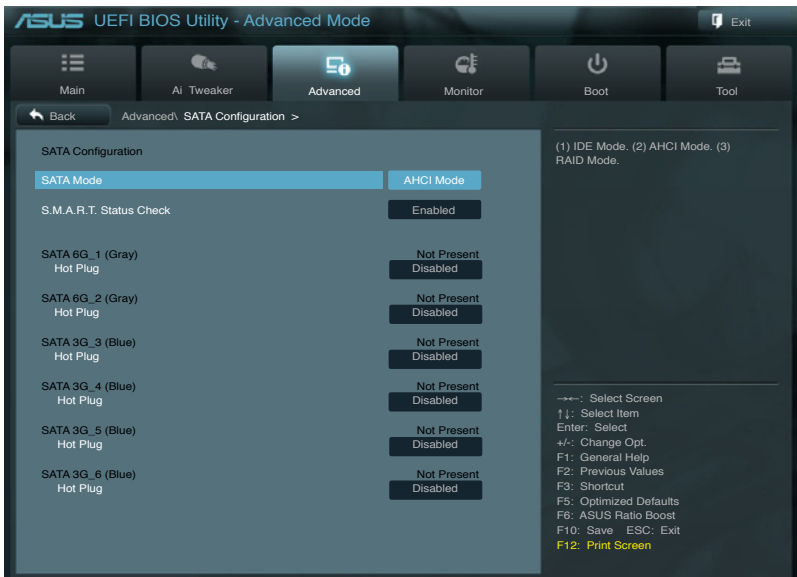 ASUS UEFI BIOS Utility - Advanced Mode
Exit
Main
Ai Tweaker
Advanced
Monitor
Boot
Tool
Back
Advanced\ SATA Configuration >
SATA Configuration
SATA Mode AHCI Mode
S.M.A.R.T. Status Check Enabled
SATA 6G_1 (Gray) Not Present
Hot Plug Disabled
SATA 6G_2 (Gray) Not Present
Hot Plug Disabled
SATA 3G_3 (Blue) Not Present
Hot Plug Disabled
SATA 3G_4 (Blue) Not Present
Hot Plug Disabled
SATA 3G_5 (Blue) Not Present
Hot Plug Disabled
SATA 3G_6 (Blue) Not Present
Hot Plug Disabled
(1) IDE Mode. (2) AHCI Mode. (3)
RAID Mode.
→←: Select Screen
↑↓: Select Item
Enter: Select
+/-: Change Opt.
F1: General Help
F2: Previous Values
F3: Shortcut
F5: Optimized Defaults
F6: ASUS Ratio Boost
F10: Save ESC: Exit
F12: Print Screen